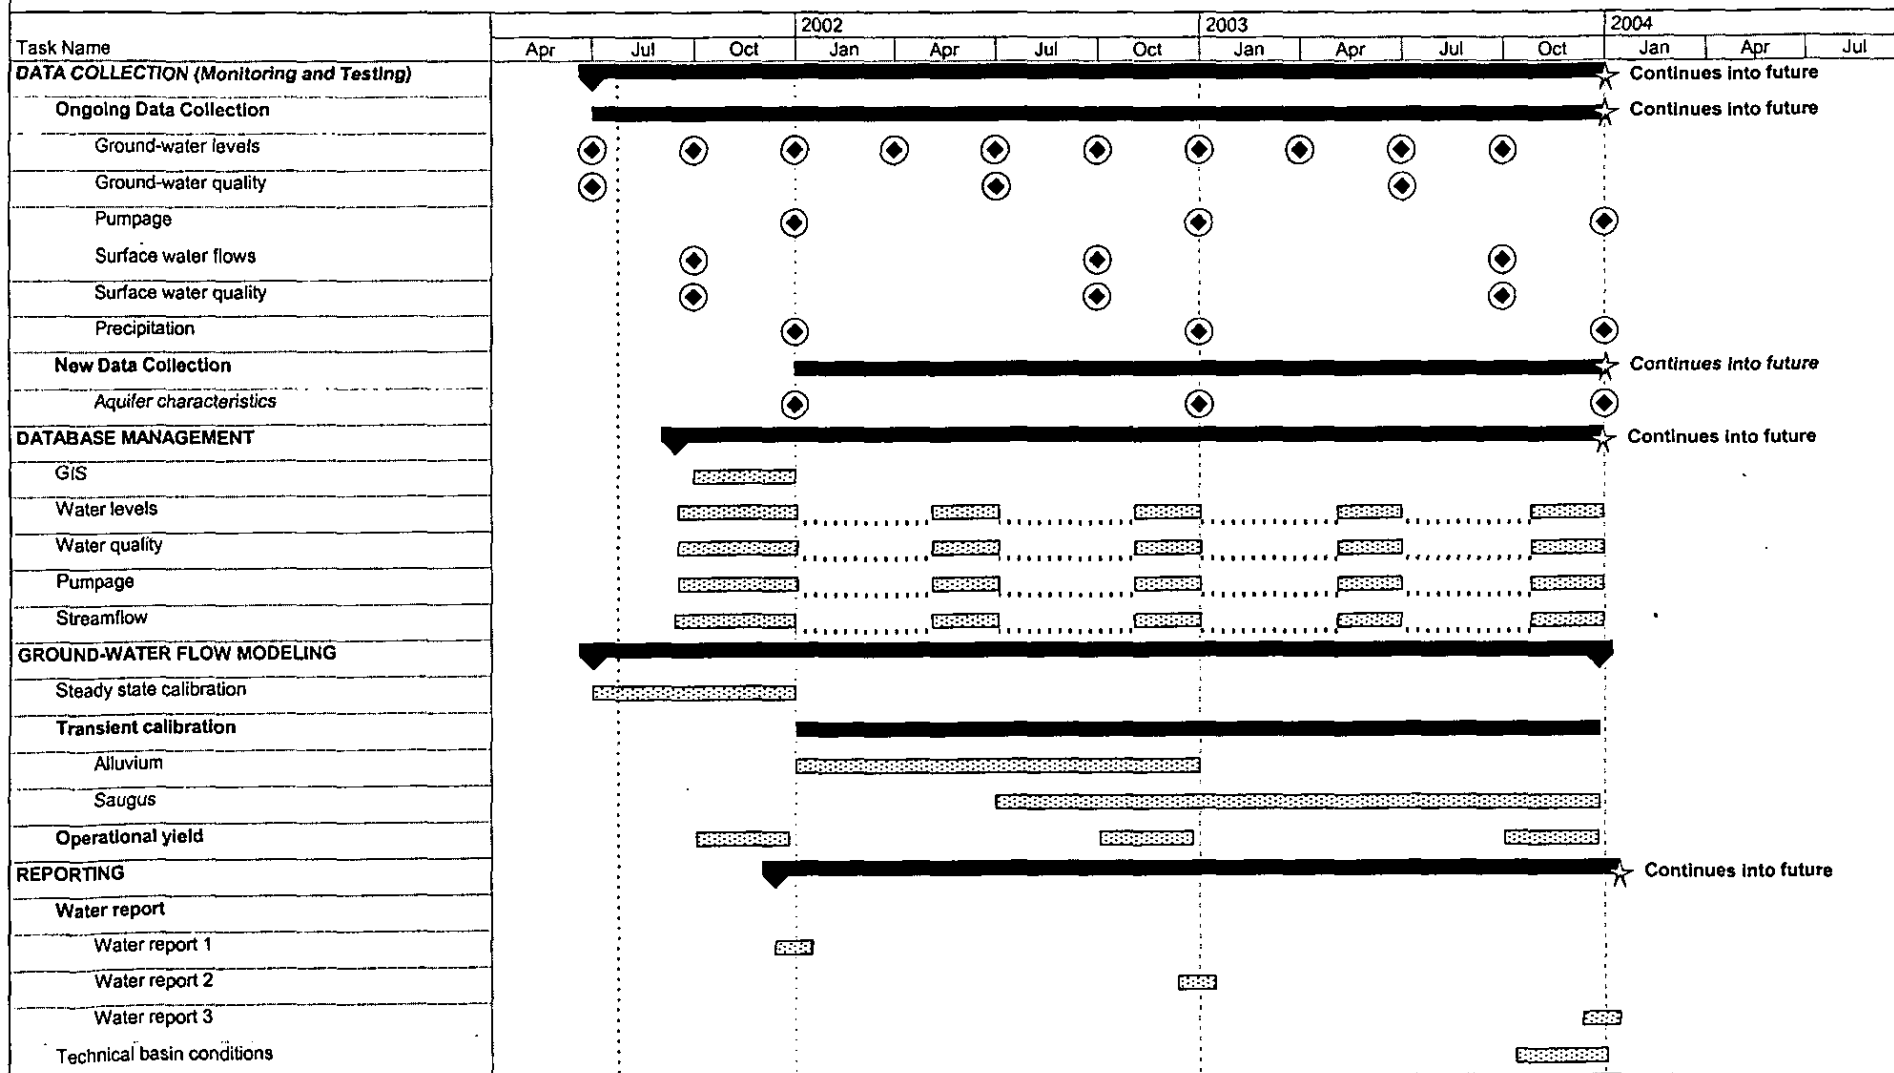 2002 2003 2004
Task Name Apr Jul Oct Jan Apr Jul Oct Jan Apr Jul Oct Jan Apr Jul
DATA COLLECTION (Monitoring and Testing) Continues into future
Ongoing Data Collection Continues into future
Ground-water levels
Ground-water quality
Pumpage
Surface water flows
Surface water quality
Precipitation
New Data Collection Continues into future
Aquifer characteristics
DATABASE MANAGEMENT Continues into future
GIS
Water levels
Water quality
Pumpage
Streamflow
GROUND-WATER FLOW MODELING
Steady state calibration
Transient calibration
Alluvium
Saugus
Operational yield
REPORTING Continues into future
Water report
Water report 1
Water report 2
Water report 3
Technical basin conditions